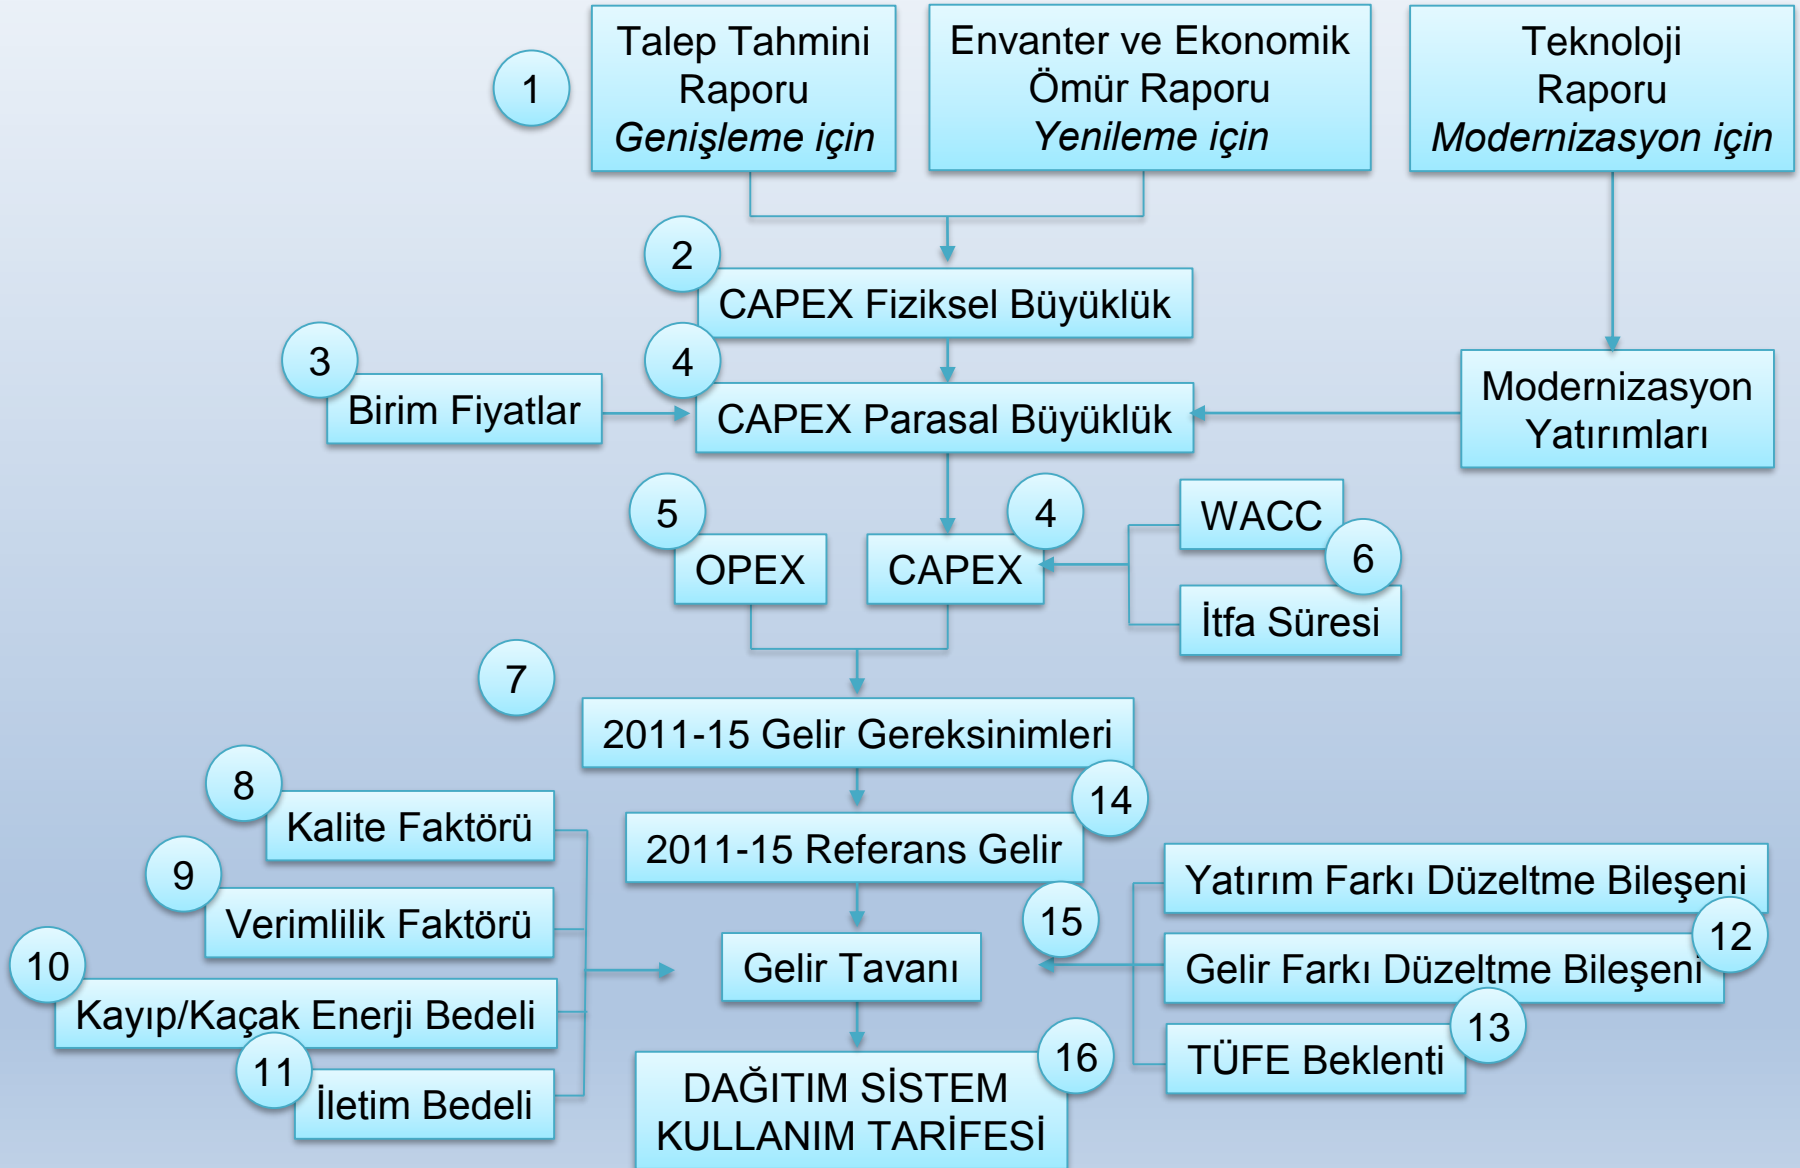 1
Talep Tahmini
Raporu
Genişleme için
Envanter ve Ekonomik
Ömür Raporu
Yenileme için
Teknoloji
Raporu
Modernizasyon için
2
CAPEX Fiziksel Büyüklük
3
Birim Fiyatlar
4
CAPEX Parasal Büyüklük
Modernizasyon
Yatırımları
5
OPEX
4
CAPEX
WACC
6
İtfa Süresi
7
2011-15 Gelir Gereksinimleri
8
Kalite Faktörü
14
2011-15 Referans Gelir
9
Verimlilik Faktörü
15
Yatırım Farkı Düzeltme Bileşeni
10
Kayıp/Kaçak Enerji Bedeli
Gelir Tavanı
12
Gelir Farkı Düzeltme Bileşeni
11
İletim Bedeli
16
DAĞITIM SİSTEM
KULLANIM TARİFESİ
13
TÜFE Beklenti